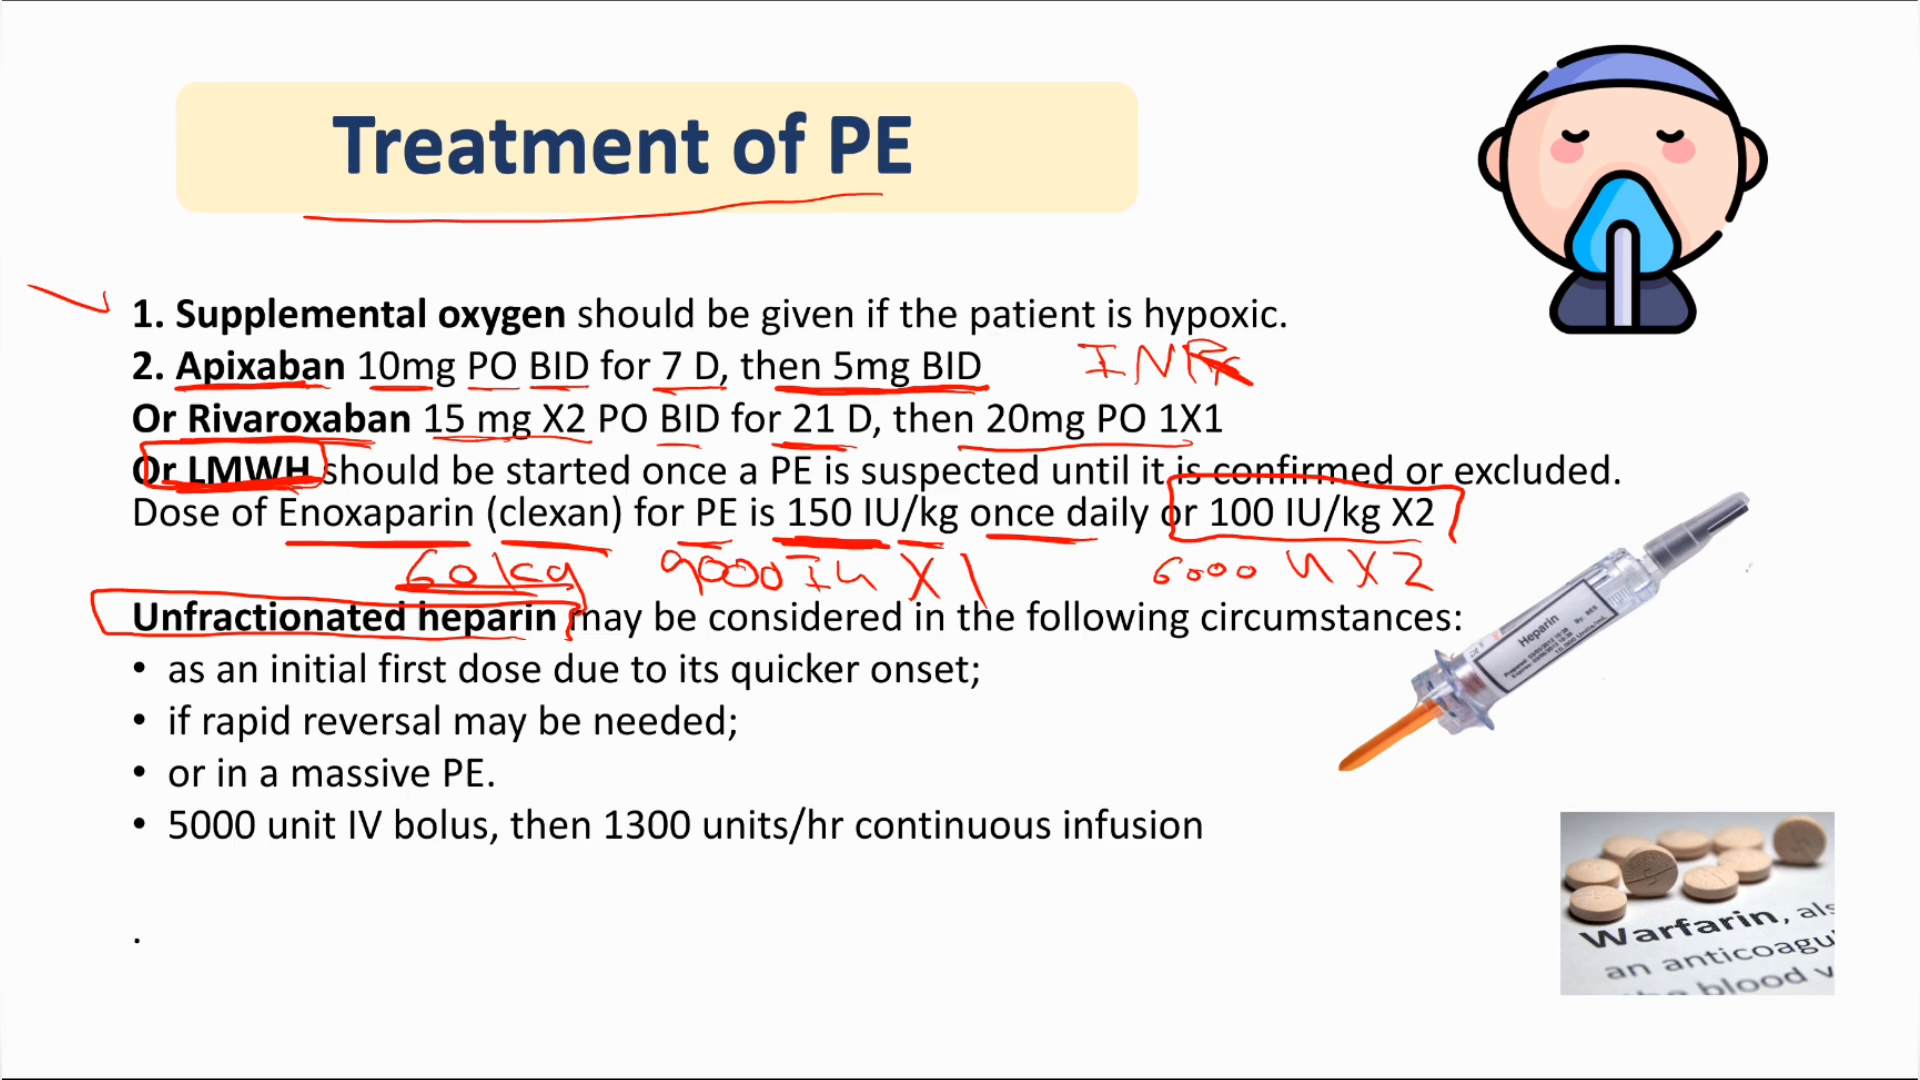 Treatment of PE
1. Supplemental oxygen should be given if the patient is hypoxic.
2. Apixaban 10mg PO BID for 7 D, then 5mg BID
INR
Or Rivaroxaban 15 mg X2 PO BID for 21 D, then 20mg PO 1X1
Or LMWH should be started once a PE is suspected until it is confirmed or excluded.
Dose of Enoxaparin (clexan) for PE is 150 IU/kg once daily or 100 IU/kg X2
60 kg 9000 IU X 1 6000 U X 2
Unfractionated heparin may be considered in the following circumstances:
• as an initial first dose due to its quicker onset;
• if rapid reversal may be needed;
• or in a massive PE.
• 5000 unit IV bolus, then 1300 units/hr continuous infusion
.
Heparin
Warfarin, als
an anticoagu
blood v